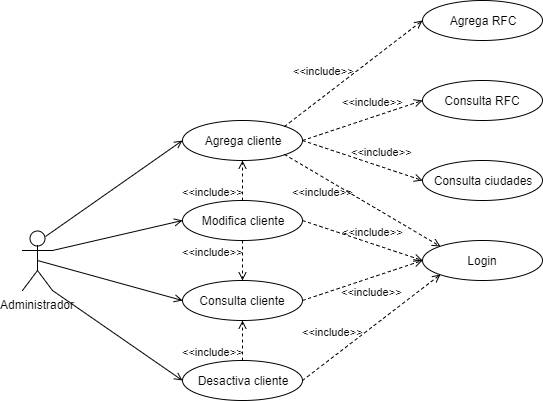 Agrega RFC
<<include>>
Consulta RFC
<<include>>
Agrega cliente
<<include>>
Consulta ciudades
<<include>>
<<include>>
Modifica cliente
<<include>>
<<include>>
Login
Administrador
Consulta cliente
<<include>>
<<include>>
<<include>>
Desactiva cliente